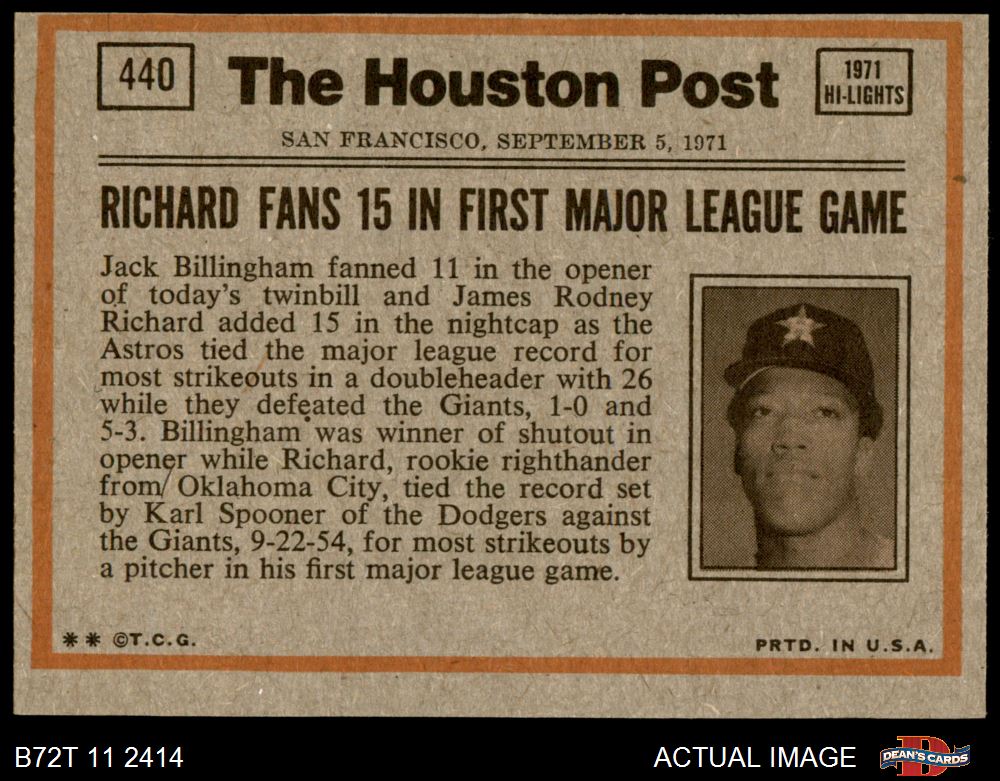 440
The Houston Post
1971
HI-LIGHTS
SAN FRANCISCO, SEPTEMBER 5, 1971
RICHARD FANS 15 IN FIRST MAJOR LEAGUE GAME
Jack Billingham fanned 11 in the opener
of today's twinbill and James Rodney
Richard added 15 in the nightcap as the
Astros tied the major league record for
most strikeouts in a doubleheader with 26
while they defeated the Giants, 1-0 and
5-3. Billingham was winner of shutout in
opener while Richard, rookie righthander
from Oklahoma City, tied the record set
by Karl Spooner of the Dodgers against
the Giants, 9-22-54, for most strikeouts by
a pitcher in his first major league game.
** ©T.C.G.
PRTD. IN U.S.A.
B72T 11 2414
ACTUAL IMAGE
DEAN'S CARDS